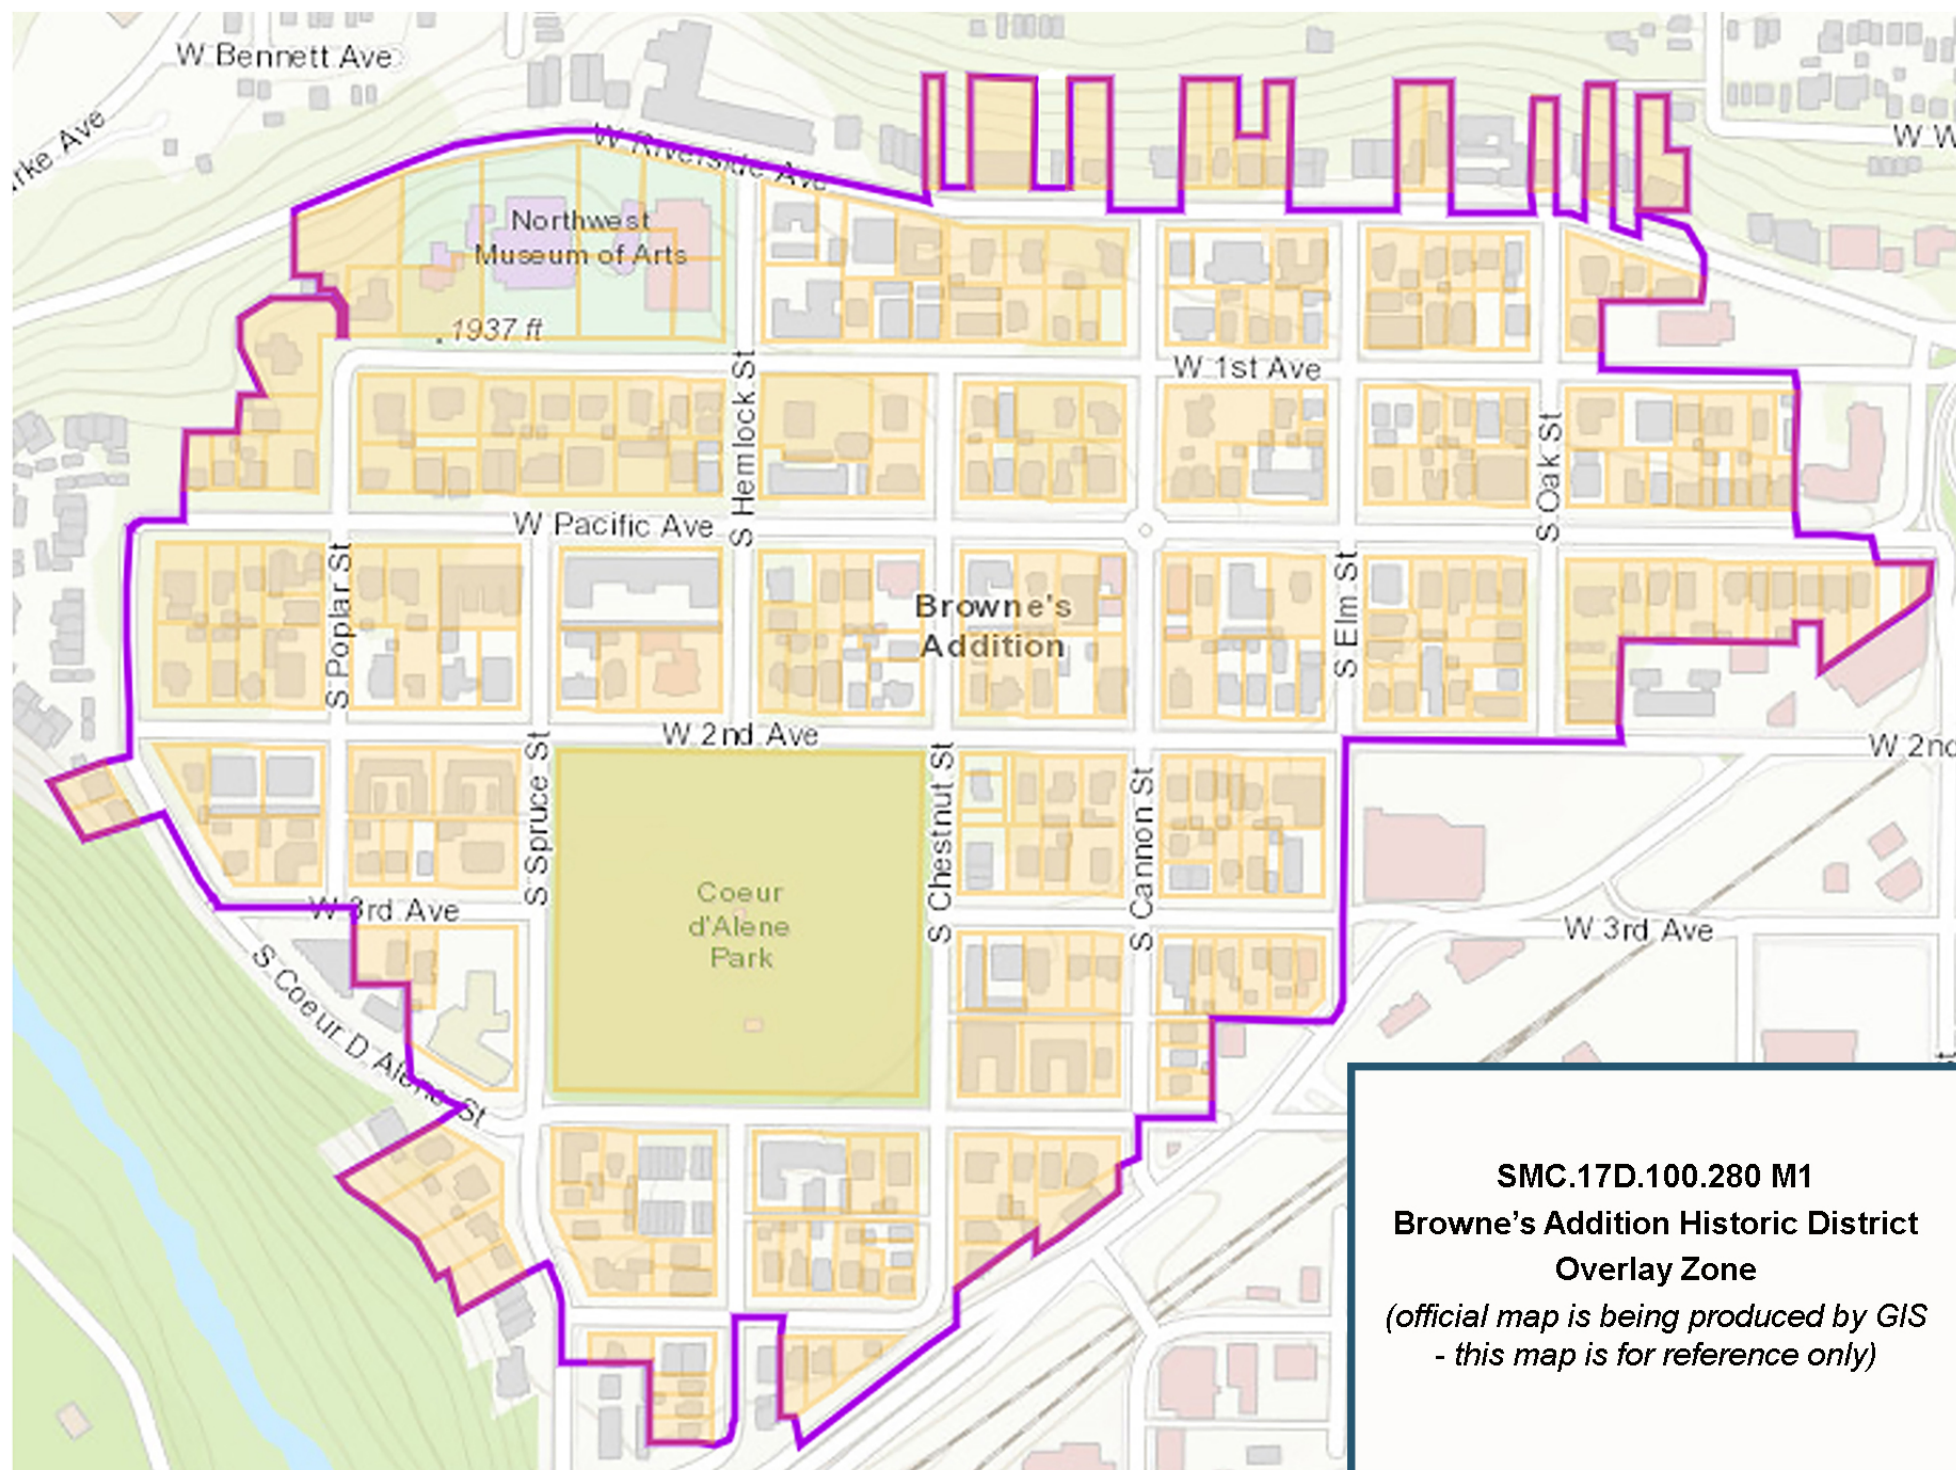 W Bennett Ave
rke Ave
W Riverside Ave
W W
Northwest
Museum of Arts
1937 ft
W 1st Ave
S Hemlock St
S Oak St
W Pacific Ave
S Poplar St
Browne's
Addition
S Elm St
W 2nd Ave
W 2nd
S Spruce St
S Chestnut St
S Cannon St
Coeur
d'Alene
Park
W 3rd Ave
W 3rd Ave
S Coeur D Alene St
st
SMC.17D.100.280 M1
Browne’s Addition Historic District
Overlay Zone
(official map is being produced by GIS
- this map is for reference only)